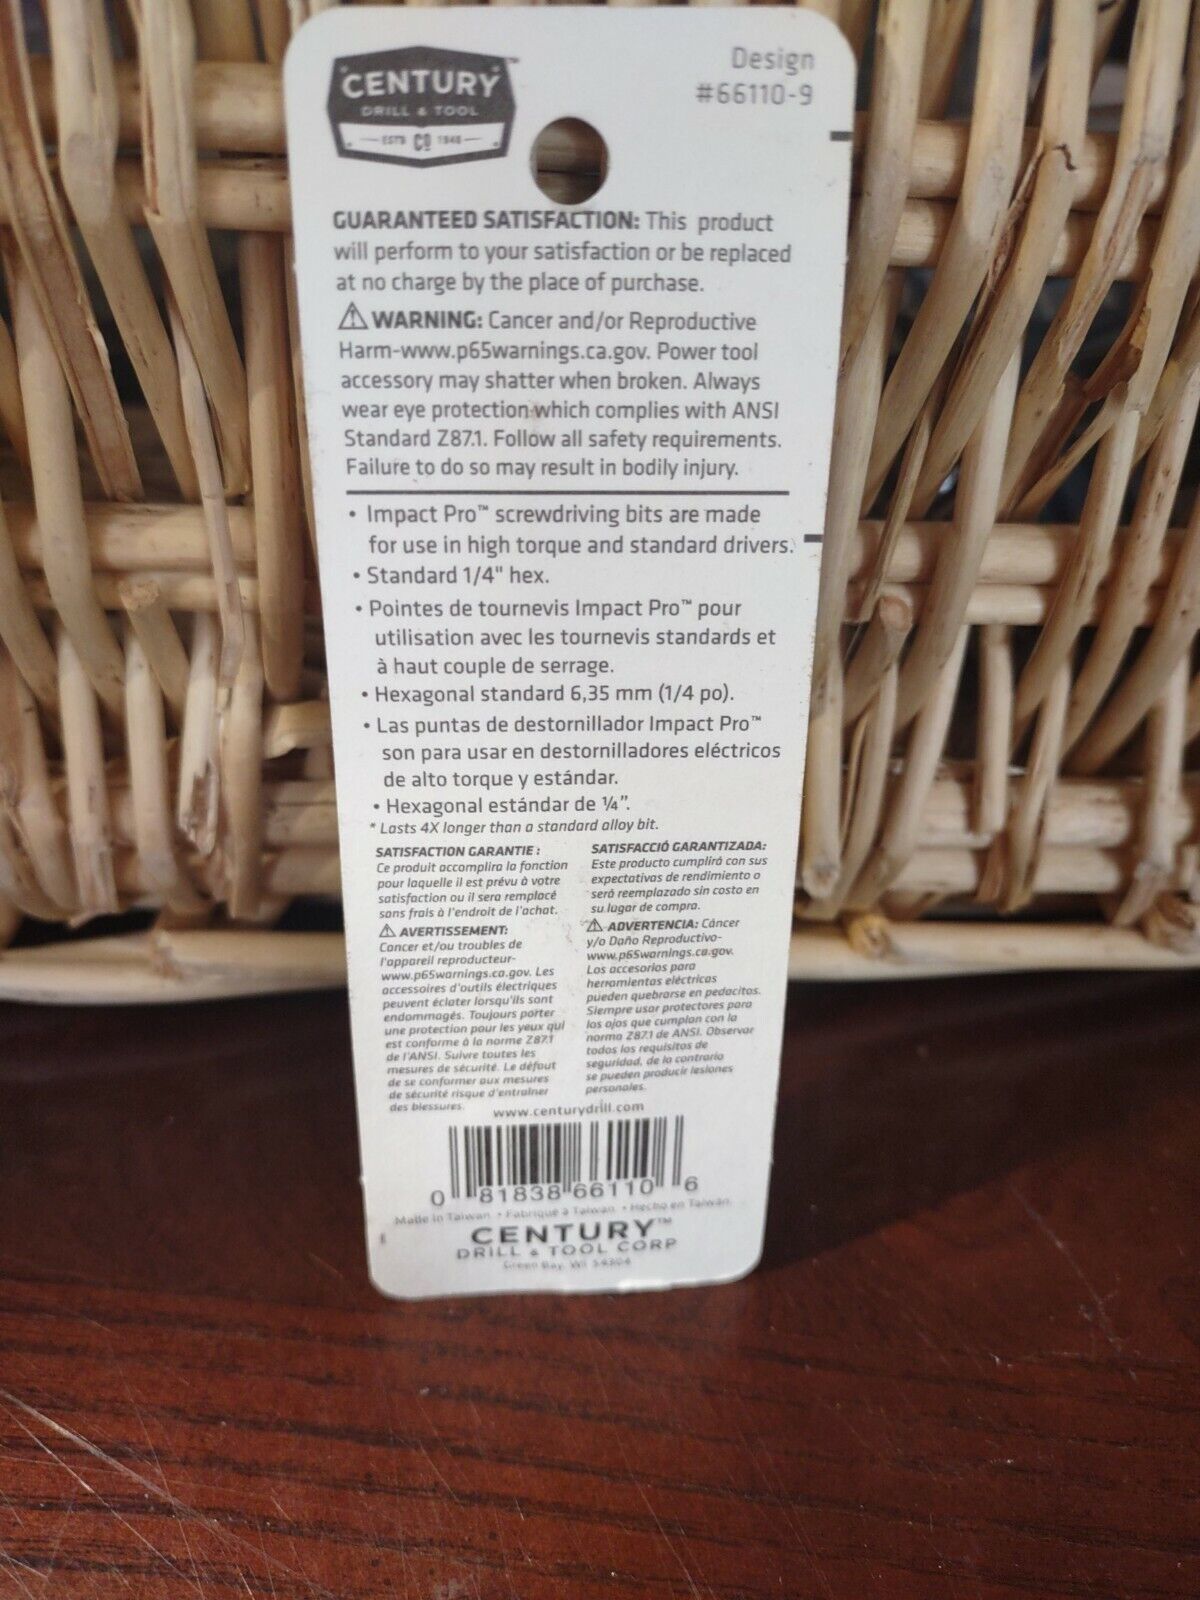 CENTURY™
DRILL & TOOL
ESTD CO 1946
Design
#66110-9
GUARANTEED SATISFACTION: This product
will perform to your satisfaction or be replaced
at no charge by the place of purchase.
⚠ WARNING: Cancer and/or Reproductive
Harm-www.p65warnings.ca.gov. Power tool
accessory may shatter when broken. Always
wear eye protection which complies with ANSI
Standard Z87.1. Follow all safety requirements.
Failure to do so may result in bodily injury.
• Impact Pro™ screwdriving bits are made
for use in high torque and standard drivers.
• Standard 1/4" hex.
• Pointes de tournevis Impact Pro™ pour
utilisation avec les tournevis standards et
à haut couple de serrage.
• Hexagonal standard 6,35 mm (1/4 po).
• Las puntas de destornillador Impact Pro™
son para usar en destornilladores eléctricos
de alto torque y estándar.
• Hexagonal estándar de ¼”.
* Lasts 4X longer than a standard alloy bit.
SATISFACTION GARANTIE :
Ce produit accomplira la fonction
pour laquelle il est prévu à votre
satisfaction ou il sera remplacé
sans frais à l'endroit de l'achat.
⚠ AVERTISSEMENT:
Cancer et/ou troubles de
l'appareil reproducteur-
www.p65warnings.ca.gov. Les
accessoires d'outils électriques
peuvent éclater lorsqu'ils sont
endommagés. Toujours porter
une protection pour les yeux qui
est conforme à la norme Z87.1
de l'ANSI. Suivre toutes les
mesures de sécurité. Le défaut
de se conformer aux mesures
de sécurité risque d'entraîner
des blessures.
SATISFACCIÓ GARANTIZADA:
Este producto cumplirá con sus
expectativas de rendimiento o
será reemplazado sin costo en
su lugar de compra.
⚠ ADVERTENCIA: Cáncer
y/o Daño Reproductivo-
www.p65warnings.ca.gov.
Los accesorios para
herramientas eléctricas
pueden quebrarse en pedacitos.
Siempre usar protectores para
los ojos que cumplan con la
norma Z87.1 de ANSI. Observar
todos los requisitos de
seguridad, de lo contrario
se pueden producir lesiones
personales.
www.centurydrill.com
0 81838 66110 6
Made in Taiwan • Fabriqué à Taiwan • Hecho en Taiwán
CENTURY™
DRILL & TOOL CORP
Green Bay, WI 54304